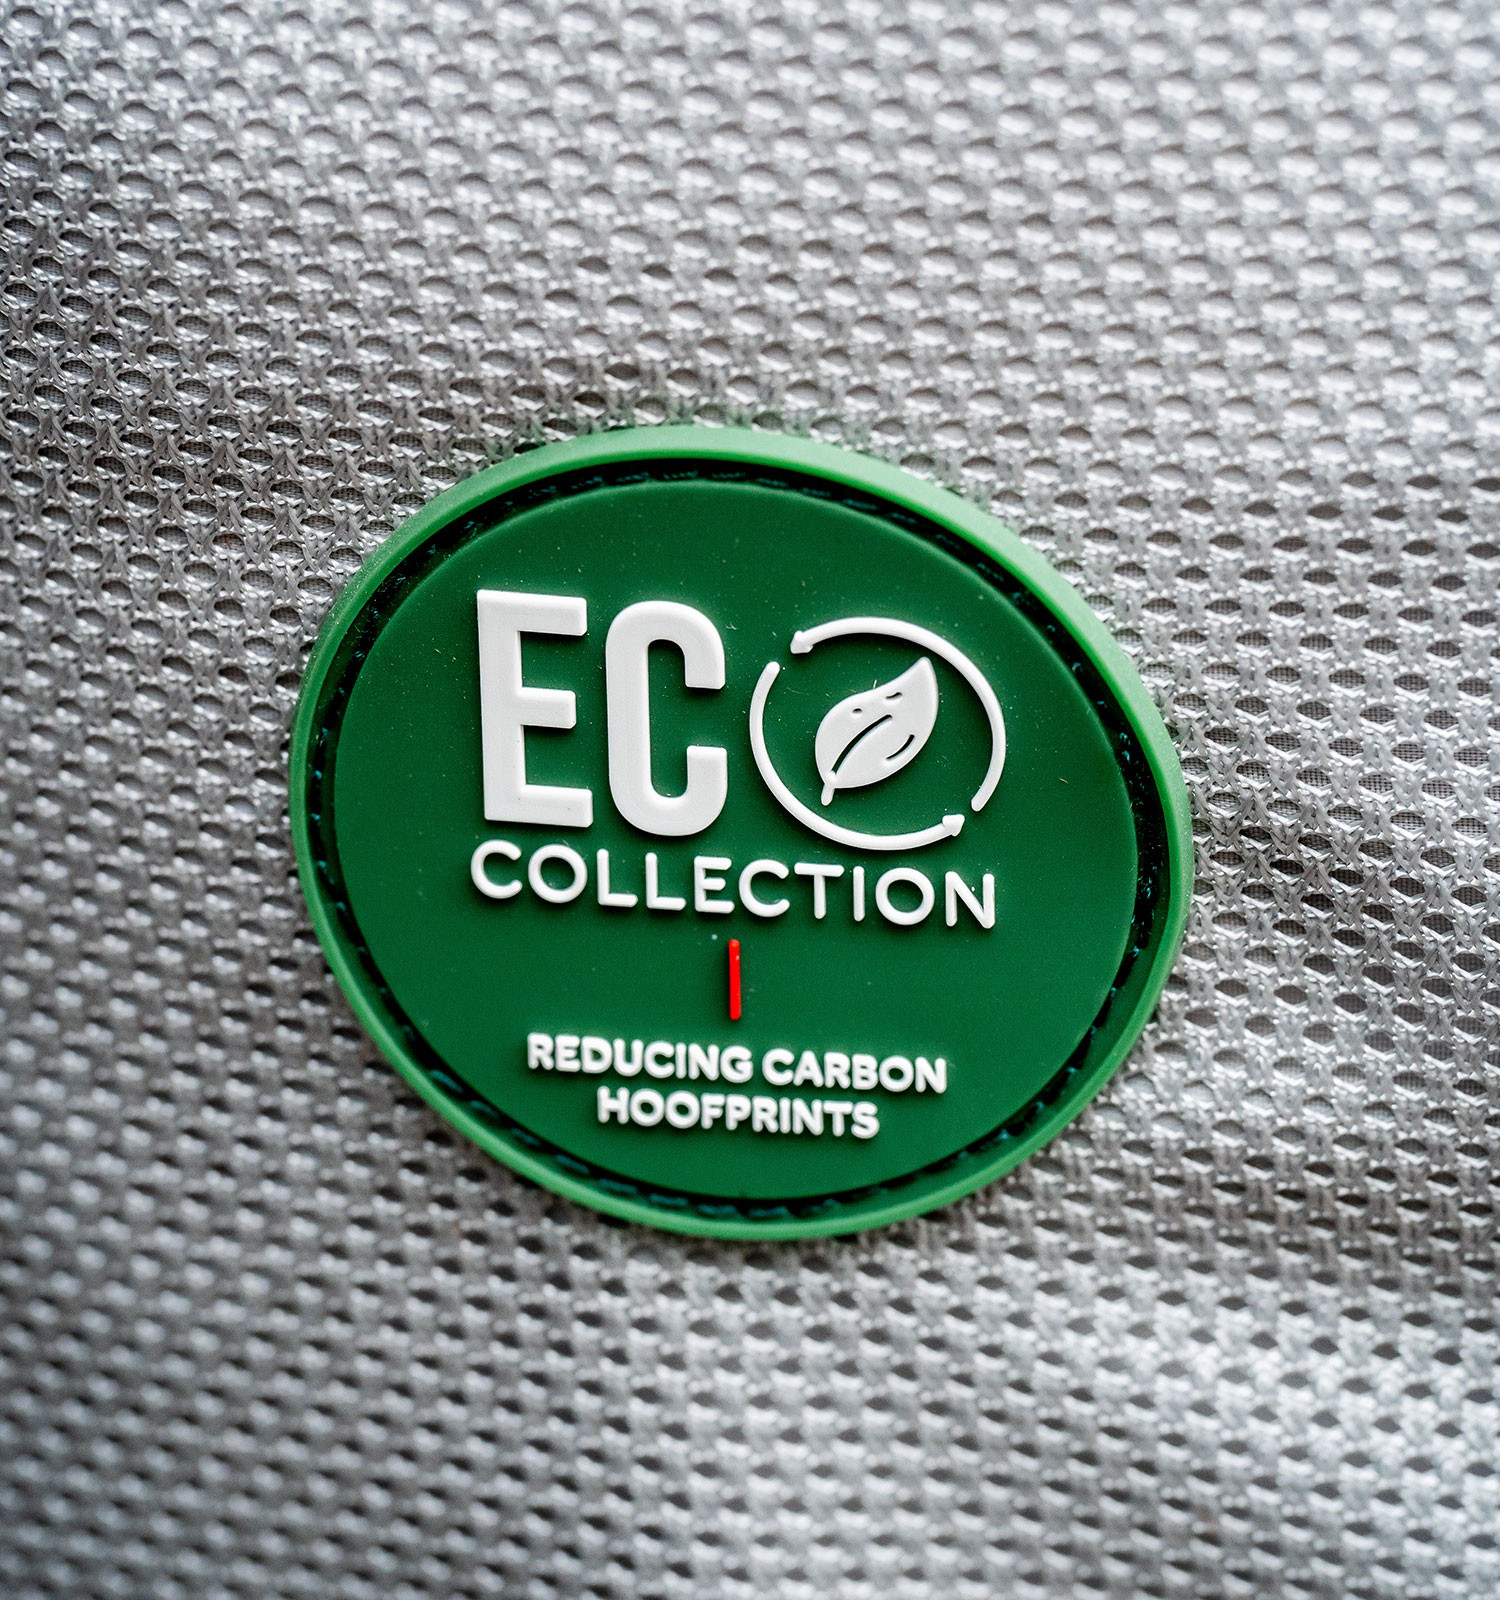 ECO
COLLECTION
REDUCING CARBON
HOOFPRINTS